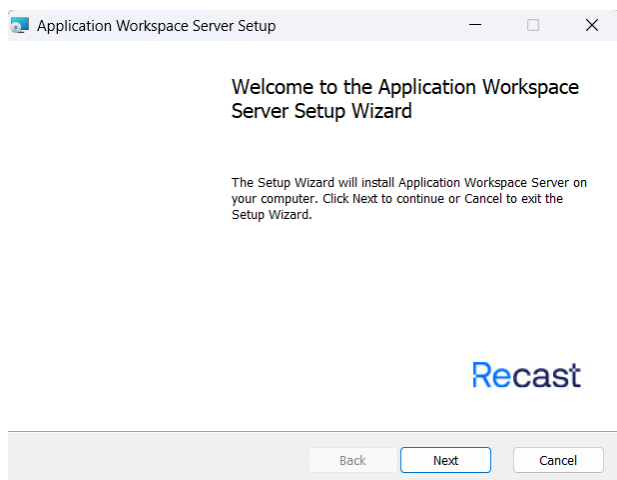 Application Workspace Server Setup
Welcome to the Application Workspace
Server Setup Wizard
The Setup Wizard will install Application Workspace Server on
your computer. Click Next to continue or Cancel to exit the
Setup Wizard.
Recast
Back Next Cancel